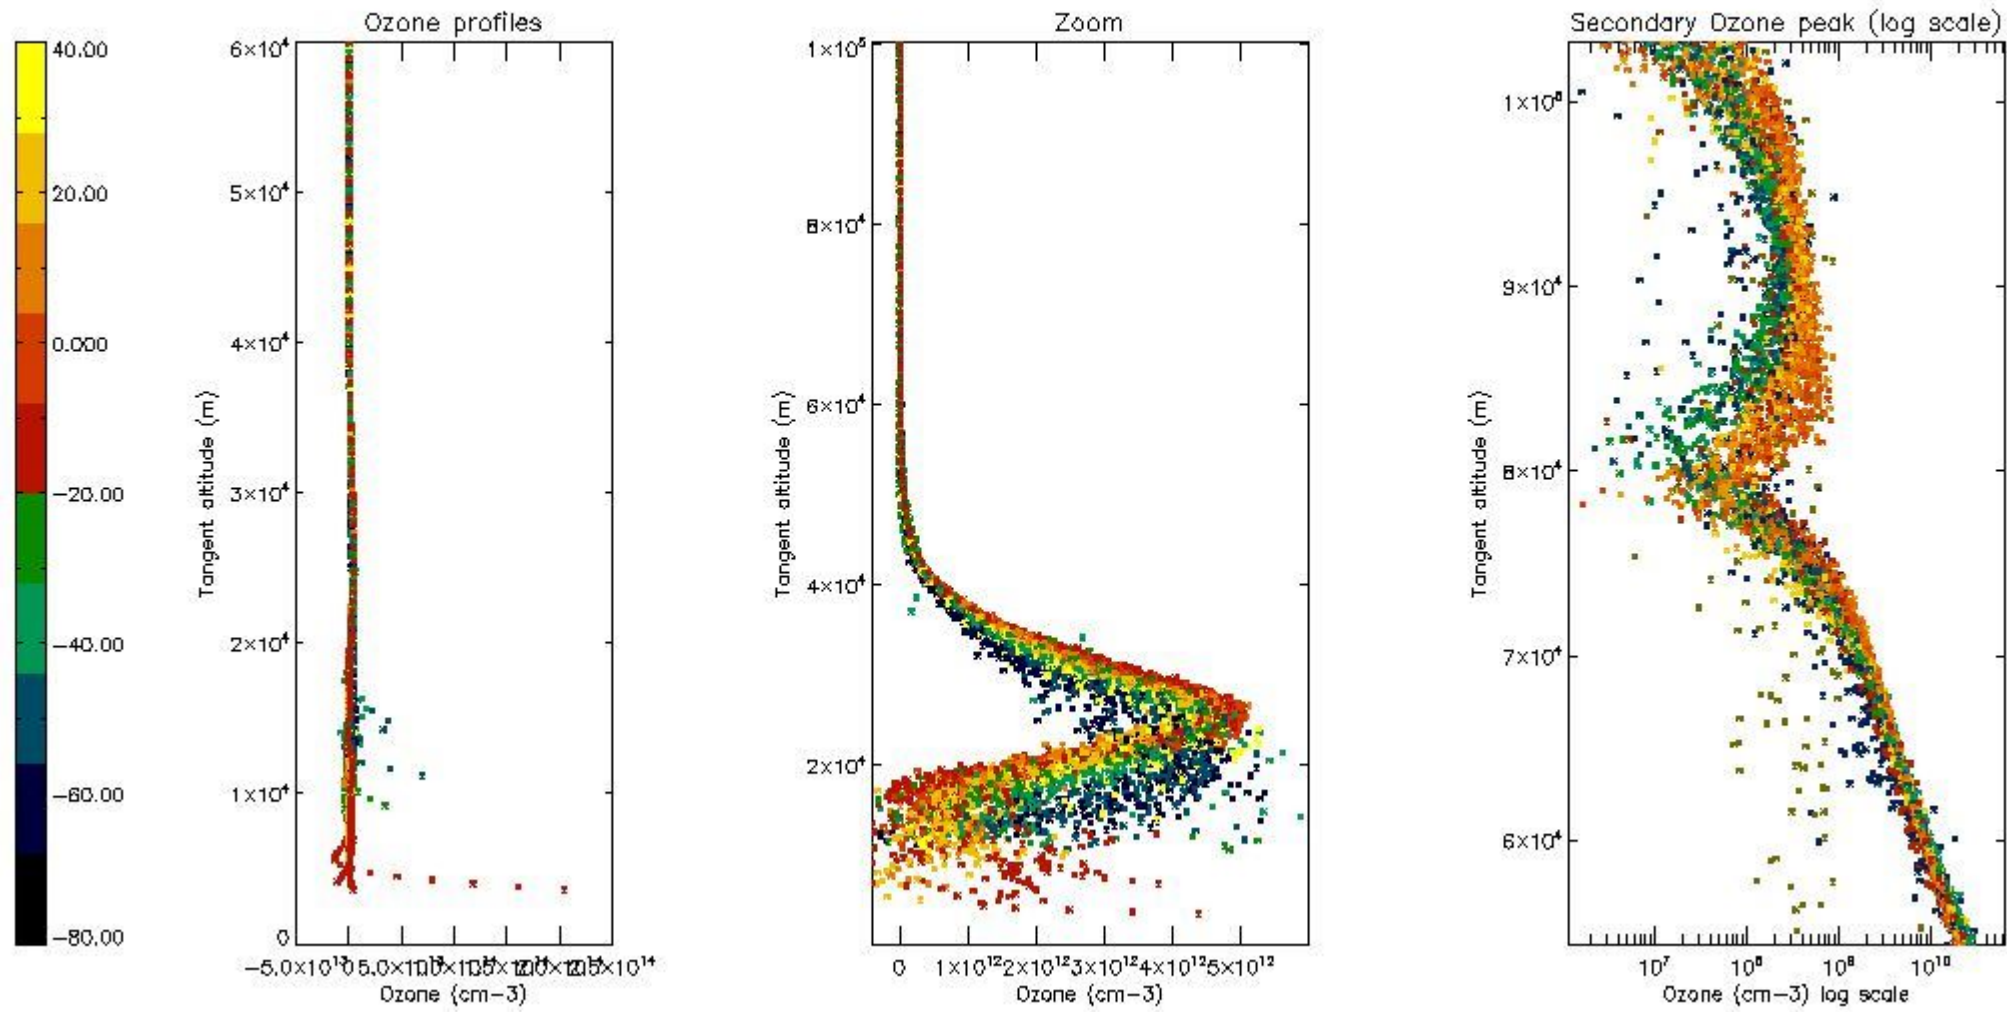 Ozone profiles
Zoom
Secondary Ozone peak (log scale)
40.00
20.00
0.000
−20.00
−40.00
−60.00
−80.00
Tangent altitude (m)
6×10⁴
5×10⁴
4×10⁴
3×10⁴
2×10⁴
1×10⁴
0
Ozone (cm−3)
Tangent altitude (m)
1×10⁵
8×10⁴
6×10⁴
4×10⁴
2×10⁴
0 1×10¹² 2×10¹² 3×10¹² 4×10¹² 5×10¹²
Ozone (cm−3)
Tangent altitude (m)
9×10⁴
8×10⁴
7×10⁴
6×10⁴
10⁷ 10⁸ 10⁹ 10¹⁰
Ozone (cm−3) log scale